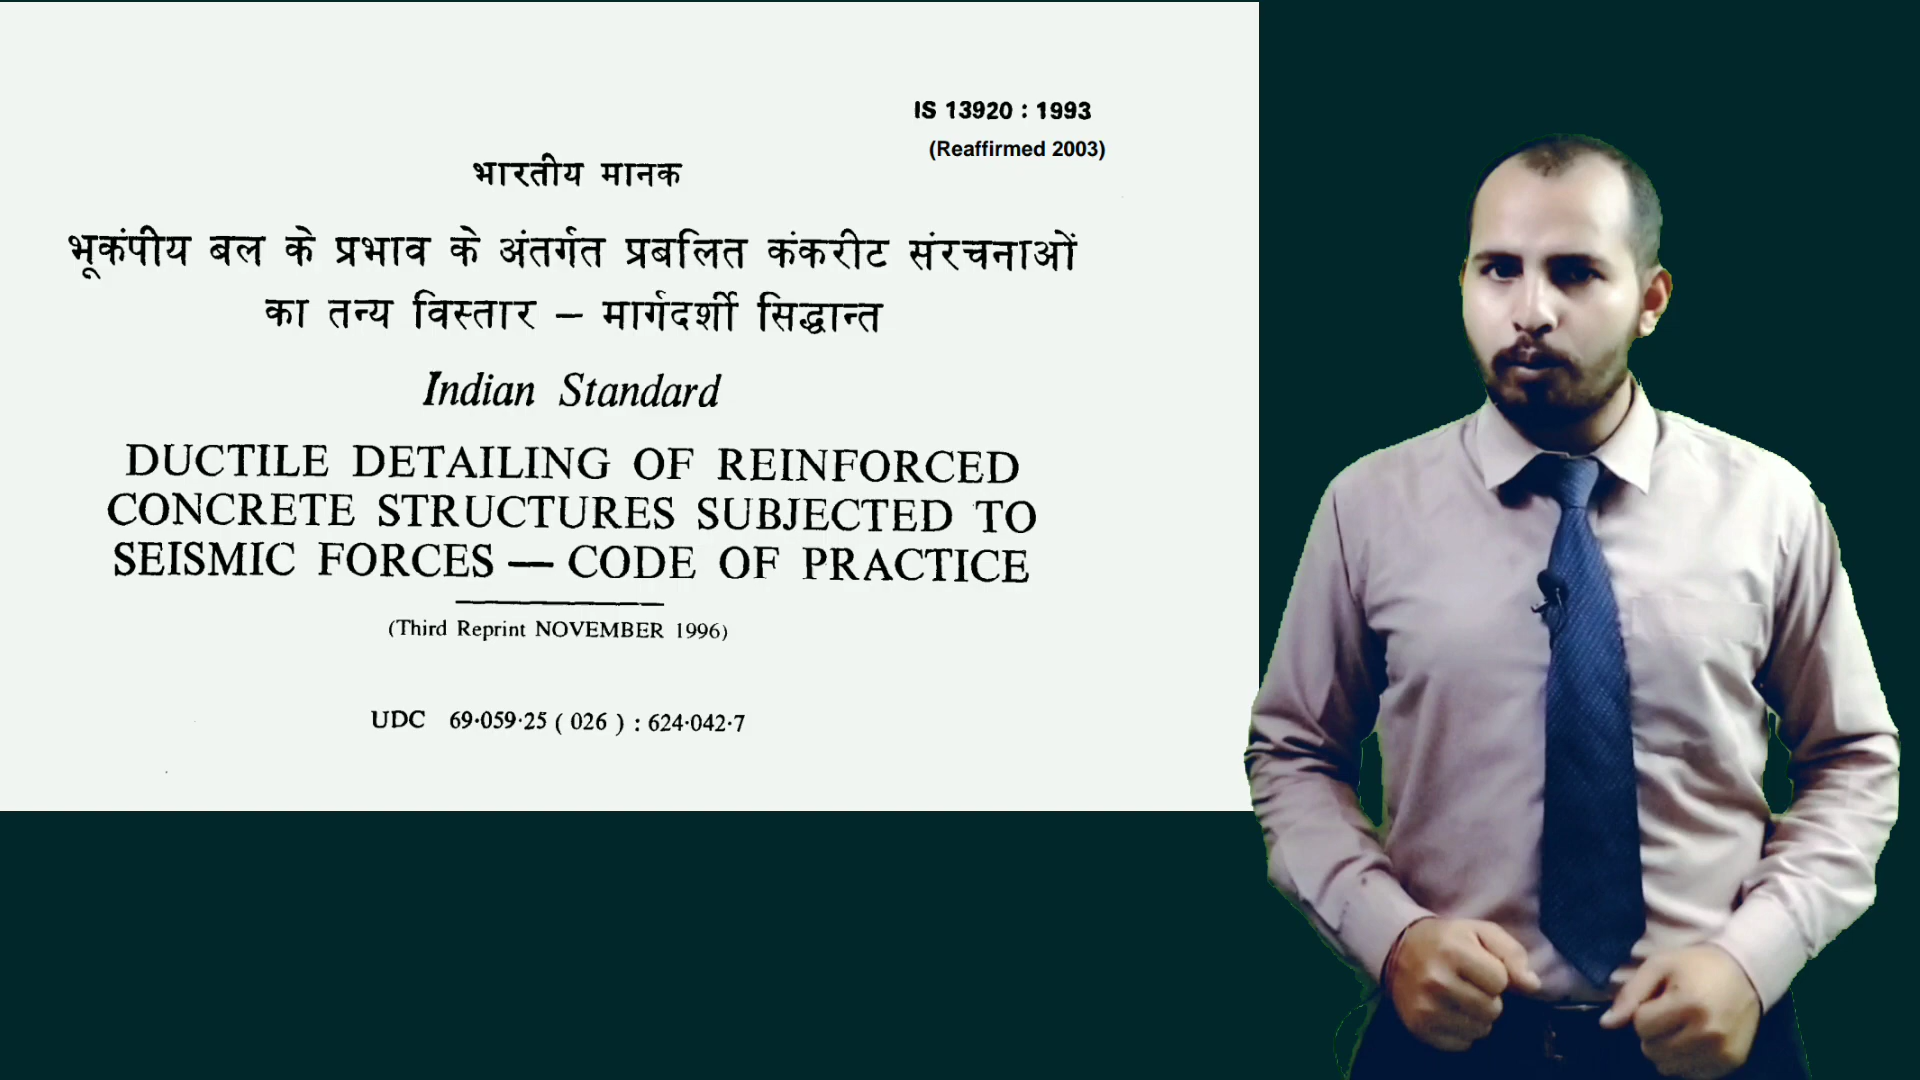 IS 13920 : 1993
(Reaffirmed 2003)
भारतीय मानक
भूकंपीय बल के प्रभाव के अंतर्गत प्रबलित कंकरीट संरचनाओं
का तन्य विस्तार — मार्गदर्शी सिद्धान्त
Indian Standard
DUCTILE DETAILING OF REINFORCED
CONCRETE STRUCTURES SUBJECTED TO
SEISMIC FORCES — CODE OF PRACTICE
(Third Reprint NOVEMBER 1996)
UDC 69·059·25 ( 026 ) : 624·042·7